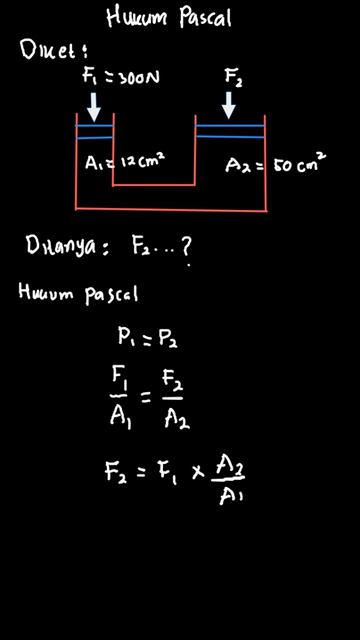 Hukum Pascal
Diket:
F₁ = 300N F₂
A₁ = 12 cm² A₂ = 50 cm²
Ditanya: F₂ ... ?
Hukum pascal
P₁ = P₂
F₁/A₁ = F₂/A₂
F₂ = F₁ × A₂/A₁